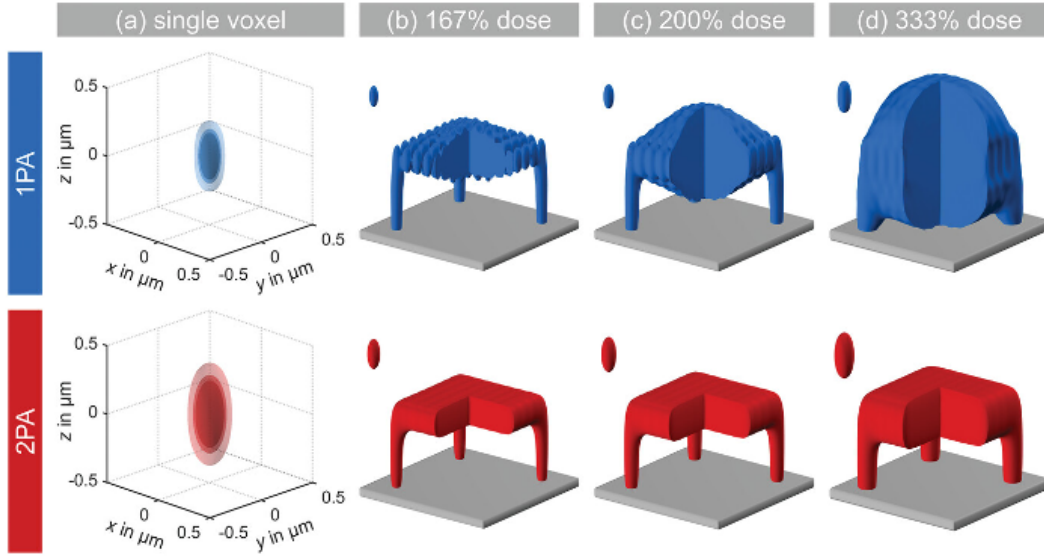 (a) single voxel
(b) 167% dose
(c) 200% dose
(d) 333% dose
1PA
0.5
z in µm
0
-0.5
0
x in µm
0.5
-0.5
0
y in µm
0.5
2PA
0.5
z in µm
0
-0.5
0
x in µm
0.5
-0.5
0
y in µm
0.5